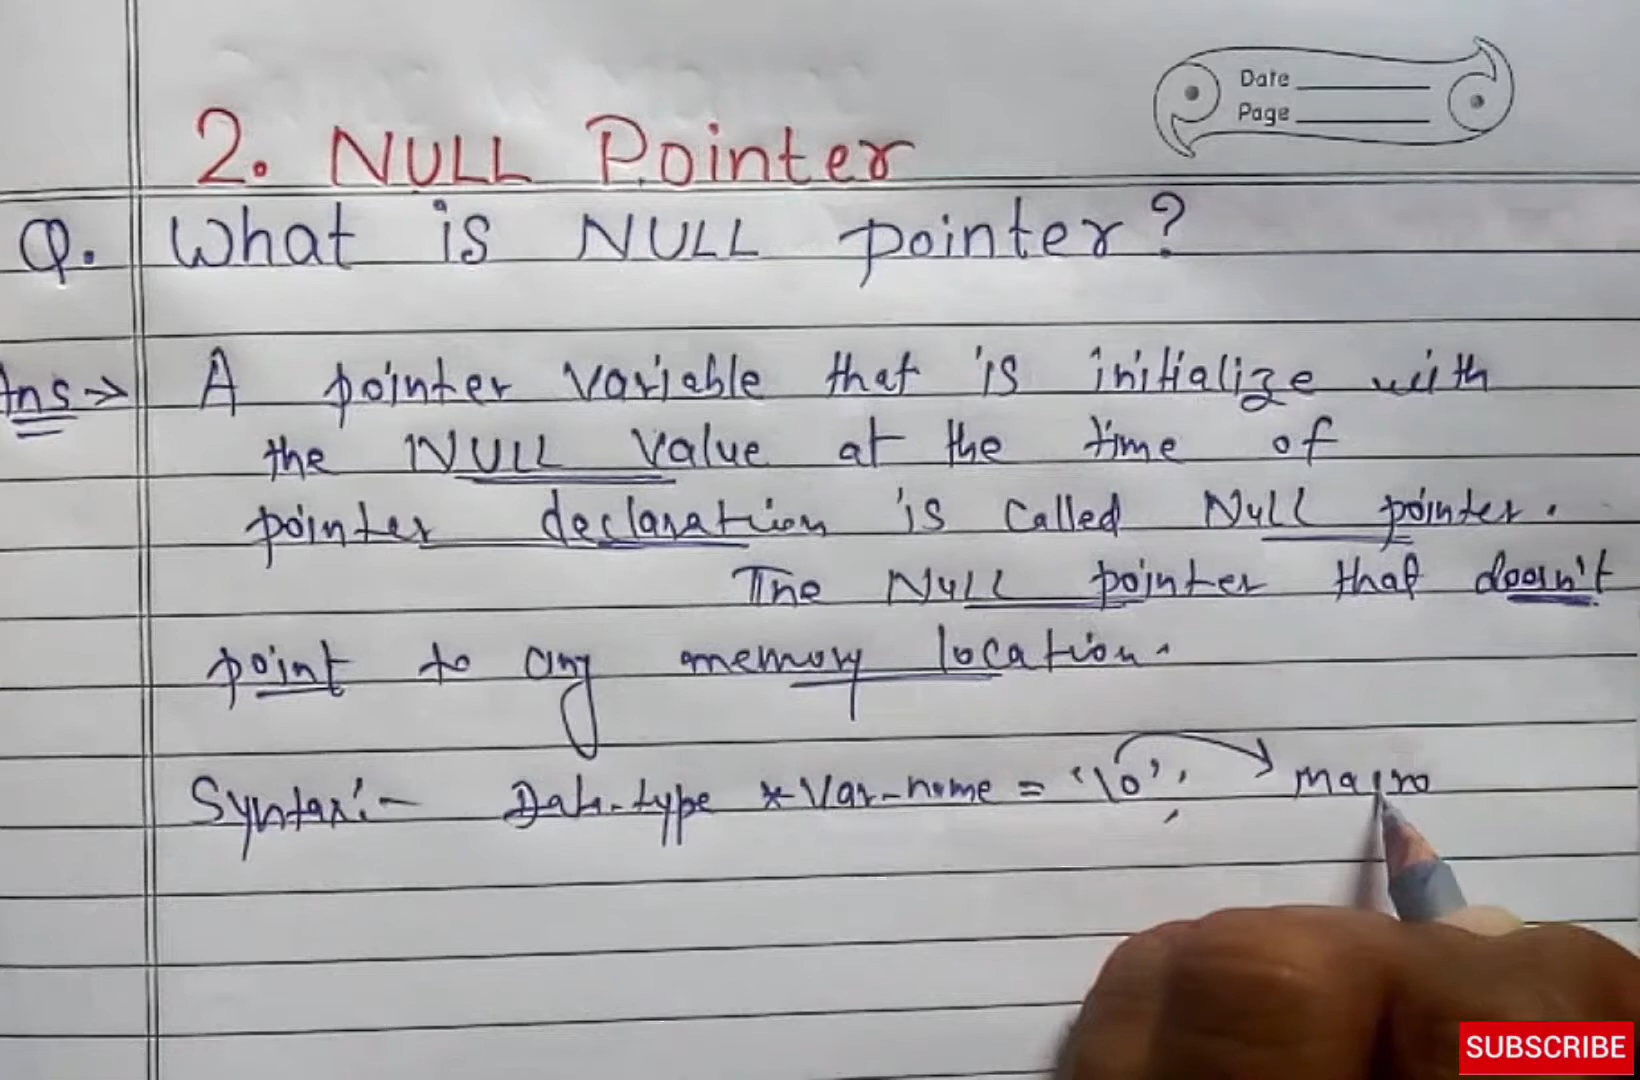 Date
Page
2. NULL Pointer
Q. What is NULL pointer?
Ans → A pointer variable that is initialize with
the NULL value at the time of
pointer declaration is called Null pointer.
The Null pointer that doesn't
point to any memory location.
Syntax:- Data-type *Var-name = '\0'; → macro
SUBSCRIBE